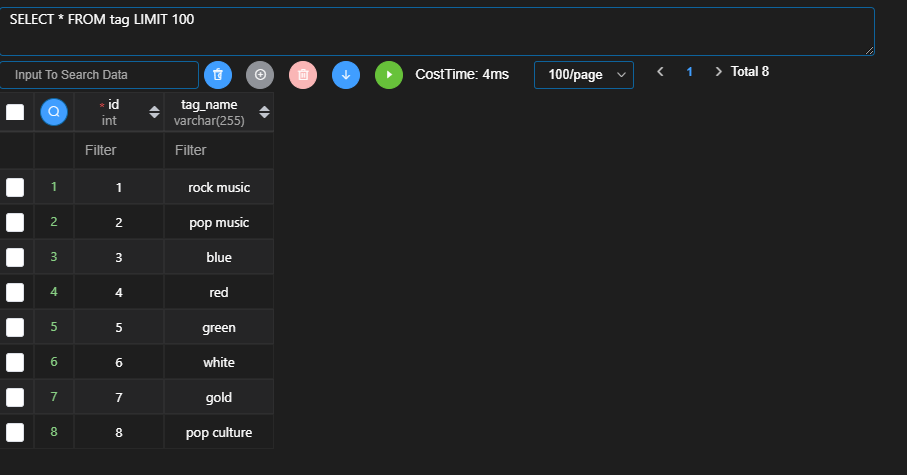 SELECT * FROM tag LIMIT 100
Input To Search Data CostTime: 4ms 100/page 1 Total 8
* id tag_name
int varchar(255)
Filter Filter
1 1 rock music
2 2 pop music
3 3 blue
4 4 red
5 5 green
6 6 white
7 7 gold
8 8 pop culture